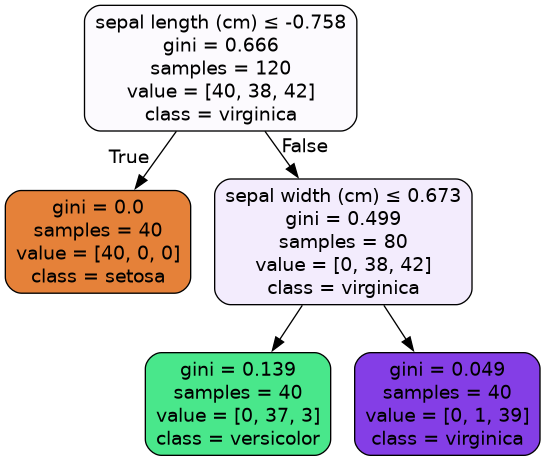 sepal length (cm) ≤ -0.758
gini = 0.666
samples = 120
value = [40, 38, 42]
class = virginica
True
False
gini = 0.0
samples = 40
value = [40, 0, 0]
class = setosa
sepal width (cm) ≤ 0.673
gini = 0.499
samples = 80
value = [0, 38, 42]
class = virginica
gini = 0.139
samples = 40
value = [0, 37, 3]
class = versicolor
gini = 0.049
samples = 40
value = [0, 1, 39]
class = virginica